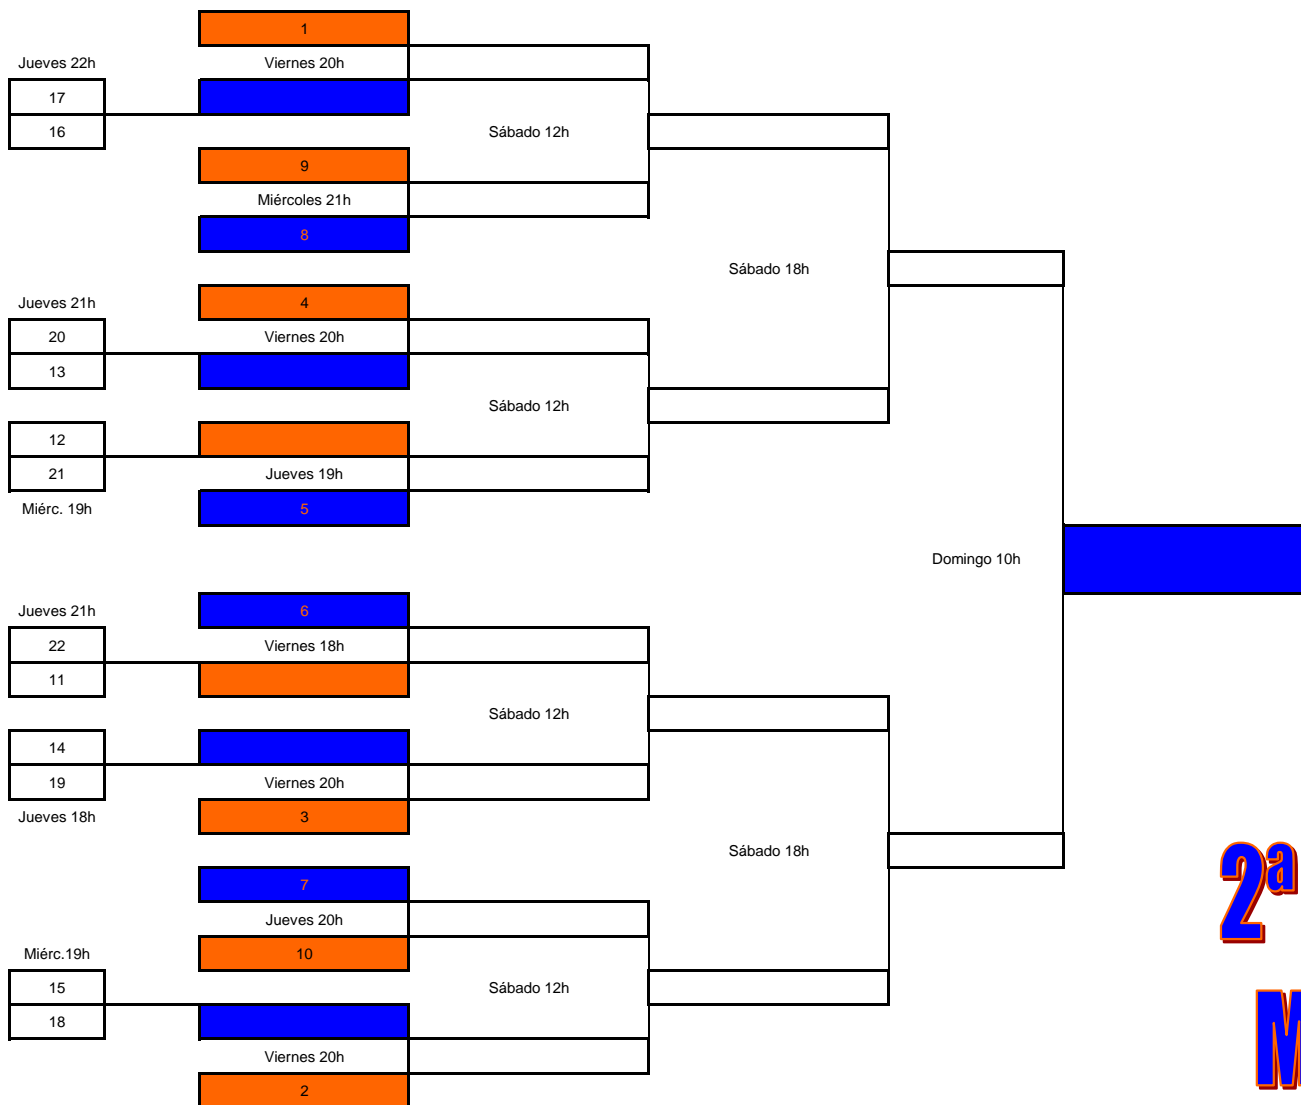 1
Jueves 22h
Viernes 20h
17
16
Sábado 12h
9
Miércoles 21h
8
Sábado 18h
Jueves 21h
4
20
Viernes 20h
13
Sábado 12h
12
21
Jueves 19h
Miérc. 19h
5
Domingo 10h
Jueves 21h
6
22
Viernes 18h
11
Sábado 12h
14
19
Viernes 20h
Jueves 18h
3
Sábado 18h
7
Jueves 20h
Miérc.19h
10
15
Sábado 12h
18
Viernes 20h
2
2ª
M